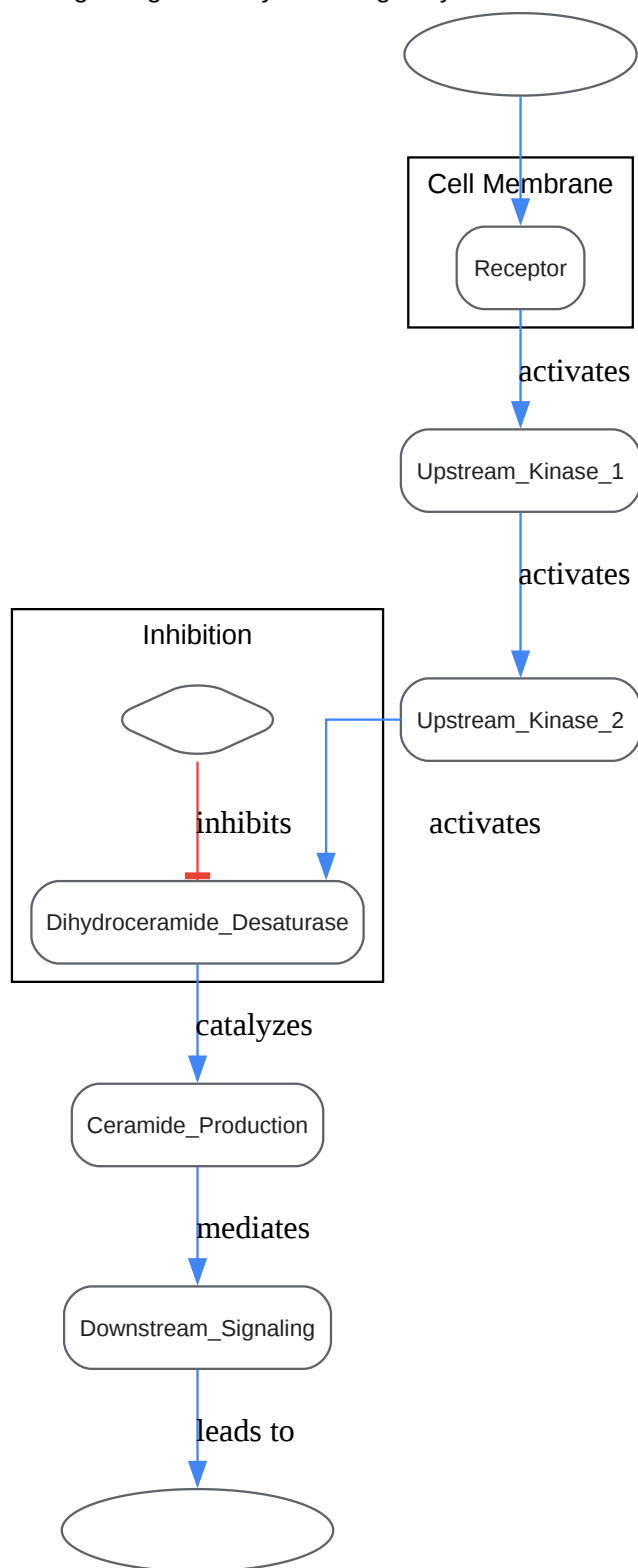 Cell Membrane
Receptor
activates
Upstream_Kinase_1
activates
Inhibition
Upstream_Kinase_2
inhibits
activates
Dihydroceramide_Desaturase
catalyzes
Ceramide_Production
mediates
Downstream_Signaling
leads to